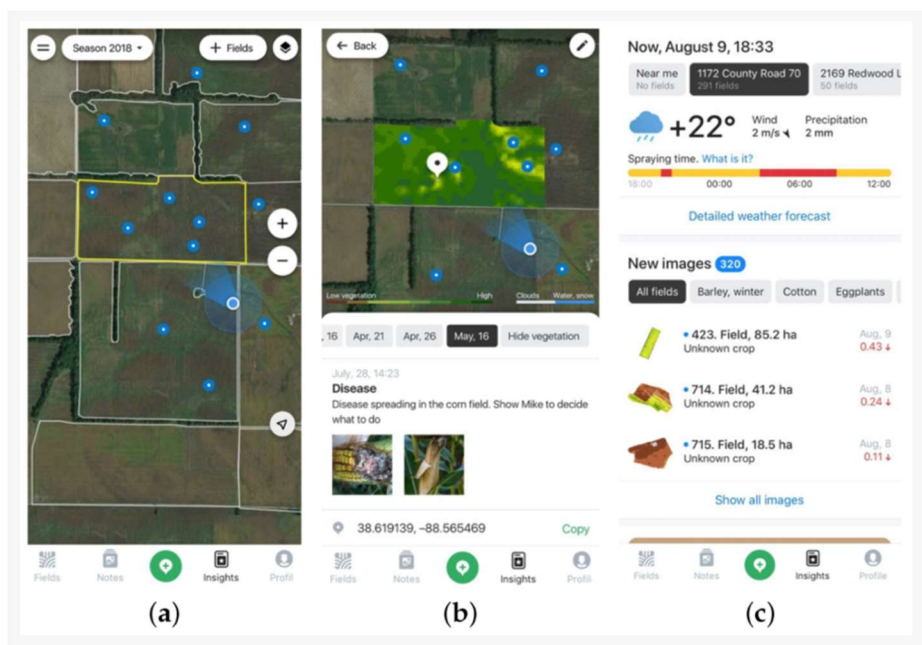 Season 2018
+ Fields
+
−
Fields
Notes
Insights
Profil
(a)
← Back
Low vegetation
High
Clouds
Water, snow
, 16
Apr, 21
Apr, 26
May, 16
Hide vegetation
July, 28, 14:23
Disease
Disease spreading in the corn field. Show Mike to decide
what to do
38.619139, –88.565469
Copy
Fields
Notes
Insights
Profil
(b)
Now, August 9, 18:33
Near me
No fields
1172 County Road 70
291 fields
2169 Redwood L
50 fields
+22°
Wind
2 m/s
Precipitation
2 mm
Spraying time. What is it?
18:00
00:00
06:00
12:00
Detailed weather forecast
New images 320
All fields
Barley, winter
Cotton
Eggplants
423. Field, 85.2 ha
Unknown crop
Aug, 9
0.43 ↓
714. Field, 41.2 ha
Unknown crop
Aug, 8
0.24 ↓
715. Field, 18.5 ha
Unknown crop
Aug, 8
0.11 ↓
Show all images
Fields
Notes
Insights
Profile
(c)